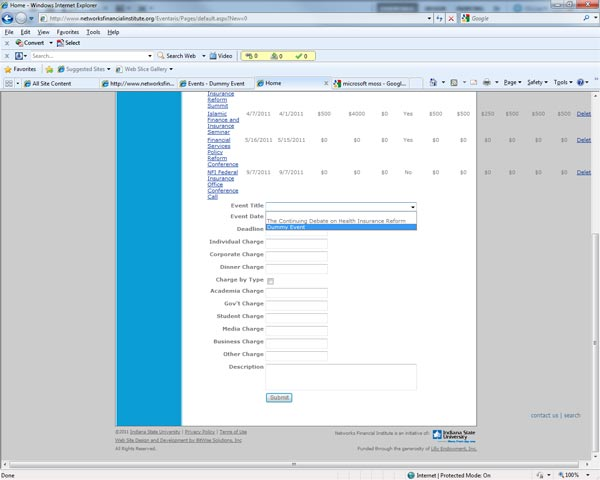 Home - Windows Internet Explorer
http://www.networksfinancialinstitute.org/Eventaris/Pages/default.aspx?New=9
Google
File Edit View Favorites Tools Help
Convert Select
Search... Search Web Video 0 0 0
Favorites Suggested Sites Web Slice Gallery
All Site Content http://www.networksfin... Events - Dummy Event Home microsoft moss - Googl... Page Safety Tools
Insurance
Reform
Summit
Islamic 4/7/2011 4/1/2011 $500 $4000 $0 Yes $500 $500 $250 $500 $500 $500 Delet
Finance and
Insurance
Seminar
Financial 5/16/2011 5/15/2011 $0 $0 $0 Yes $0 $0 $0 $0 $0 $0 Delet
Services
Policy
Reform
Conference
NFI Federal 9/7/2011 9/7/2011 $0 $0 $0 No $0 $0 $0 $0 $0 $0 Delet
Insurance
Office
Conference
Call
Event Title
Event Date
The Continuing Debate on Health Insurance Reform
Dummy Event
Deadline
Individual Charge
Corporate Charge
Dinner Charge
Charge by Type
Academia Charge
Gov't Charge
Student Charge
Media Charge
Business Charge
Other Charge
Description
Submit
contact us | search
©2011 Indiana State University | Privacy Policy | Terms of Use
Web Site Design and Development by BitWise Solutions, Inc
All Rights Reserved.
Networks Financial Institute is an initiative of:
Indiana State
University
Funded through the generosity of Lilly Endowment, Inc.
Done
Internet | Protected Mode: On
100%